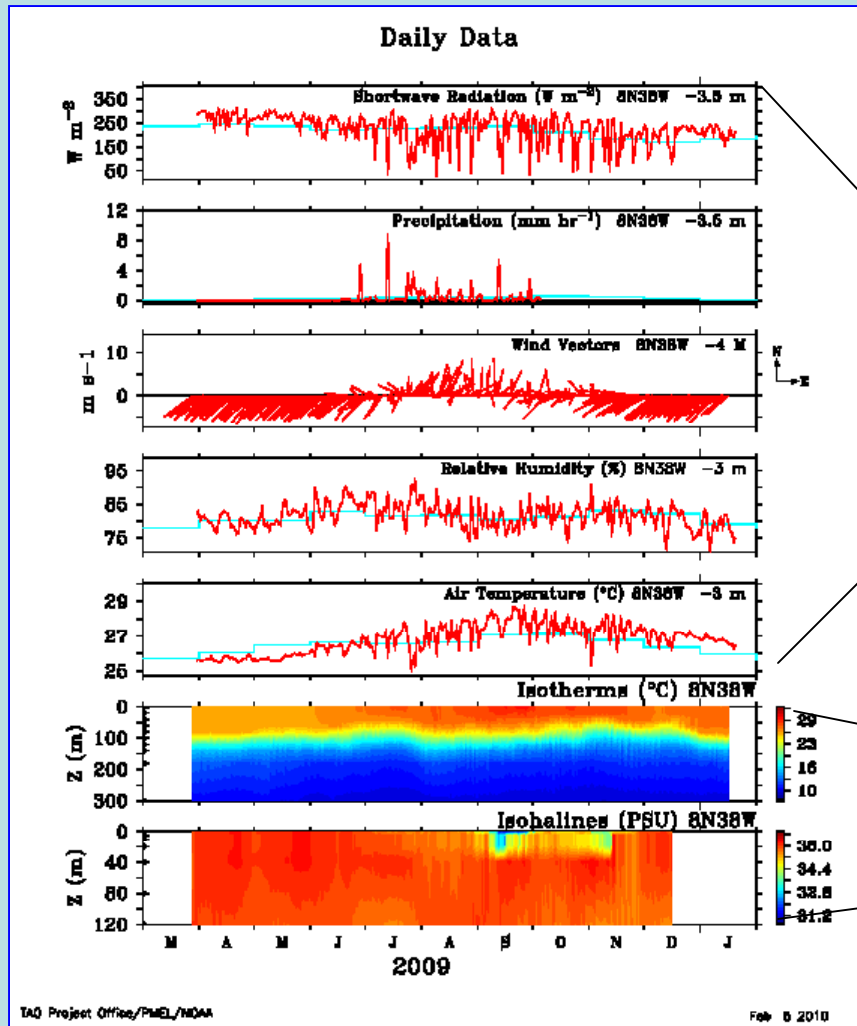 Daily Data
Shortwave Radiation (W m⁻²) 8N38W -3.5 m
W m⁻²
350
250
150
50
Precipitation (mm hr⁻¹) 8N38W -3.5 m
12
8
4
0
Wind Vectors 8N38W -4 M
m s-1
10
0
N
E
Relative Humidity (%) 8N38W -3 m
95
85
75
Air Temperature (°C) 8N38W -3 m
29
27
25
Isotherms (°C) 8N38W
Z (m)
0
100
200
300
29
23
16
10
Isohalines (PSU) 8N38W
Z (m)
0
40
80
120
36.0
34.4
32.8
31.2
M A M J J A S O N D J
2009
TAO Project Office/PMEL/NOAA
Feb 5 2010